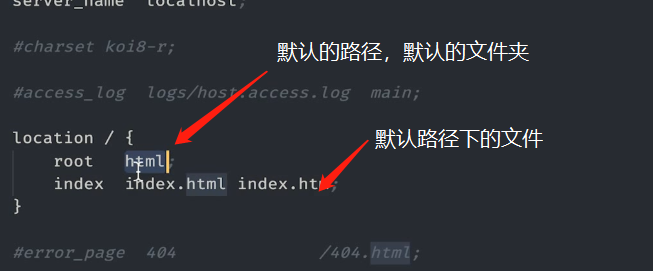 server_name  localhost;
#charset koi8-r;
默认的路径，默认的文件夹
#access_log  logs/host.access.log  main;
默认路径下的文件
location / {
root   html;
index  index.html index.htm;
}
#error_page  404              /404.html;